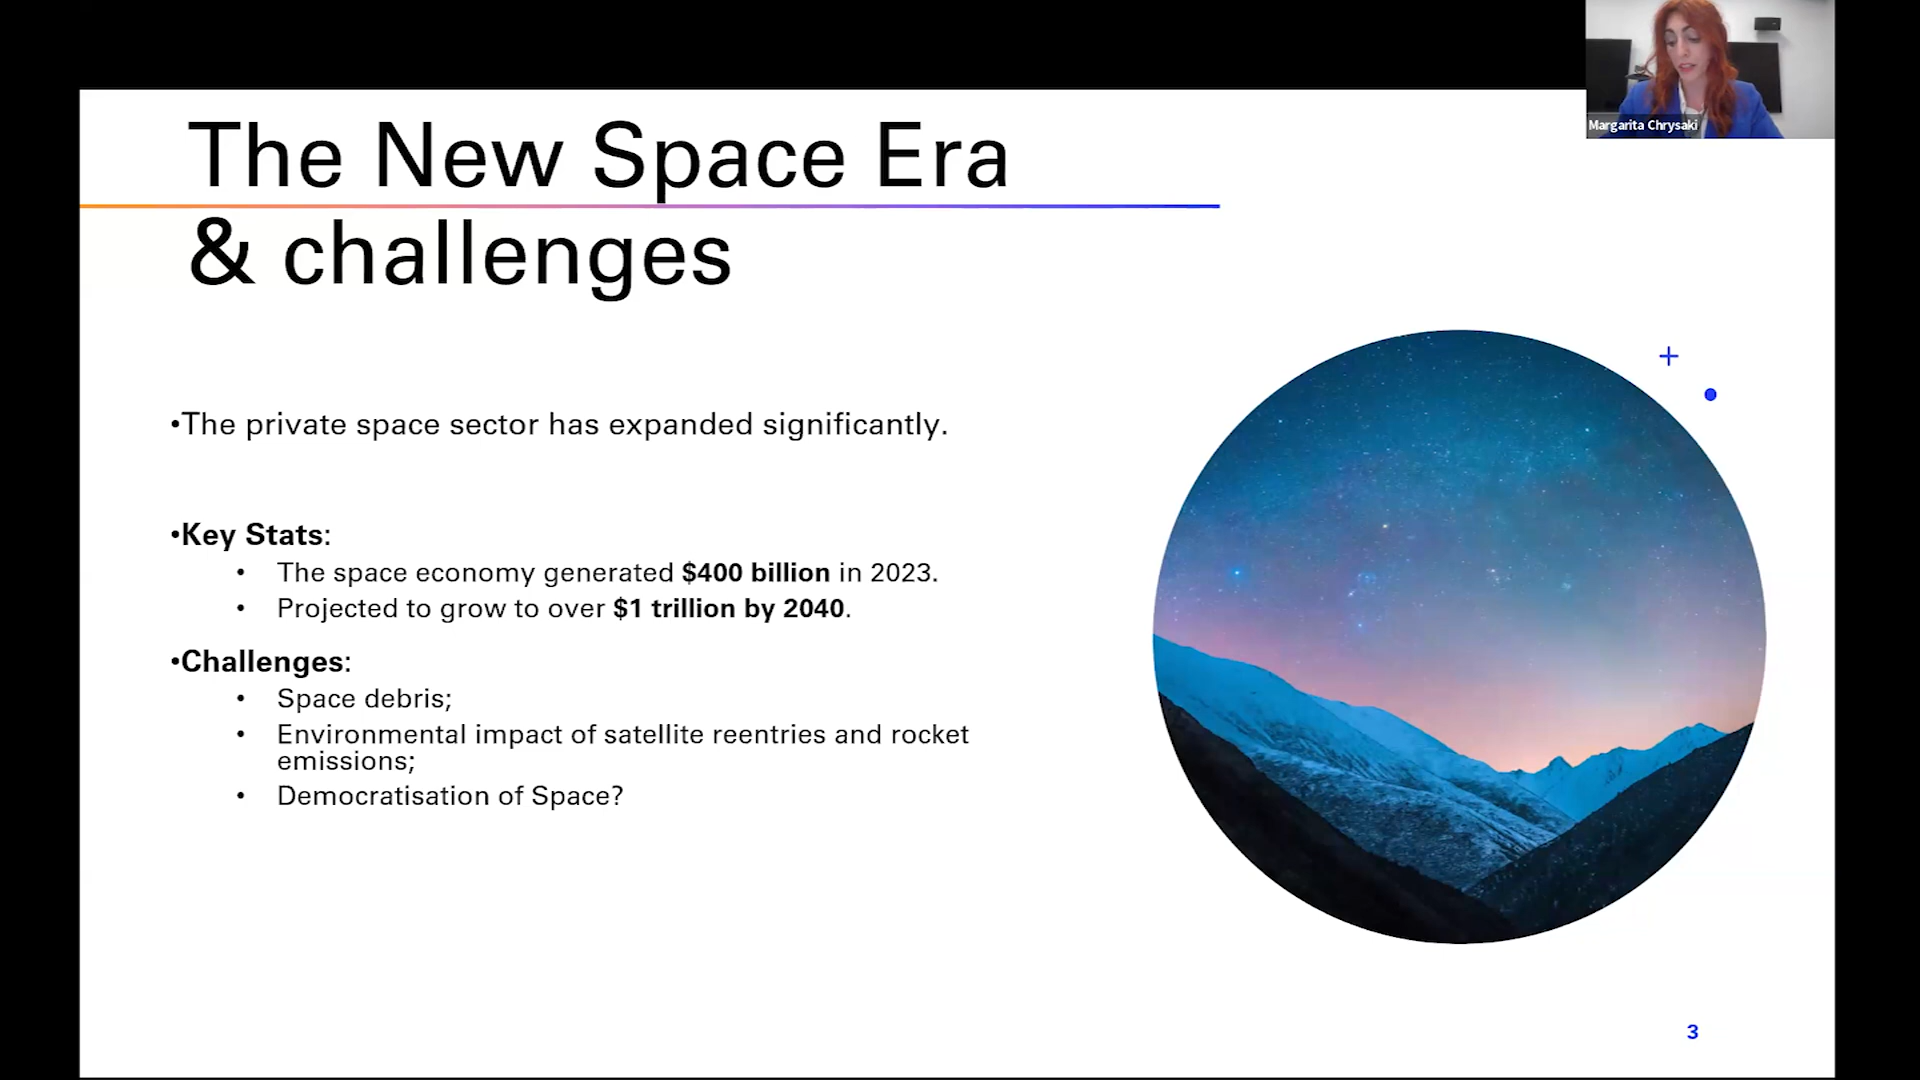 Margarita Chrysaki
The New Space Era
& challenges
•The private space sector has expanded significantly.
•Key Stats:
• The space economy generated $400 billion in 2023.
• Projected to grow to over $1 trillion by 2040.
•Challenges:
• Space debris;
• Environmental impact of satellite reentries and rocket
emissions;
• Democratisation of Space?
3